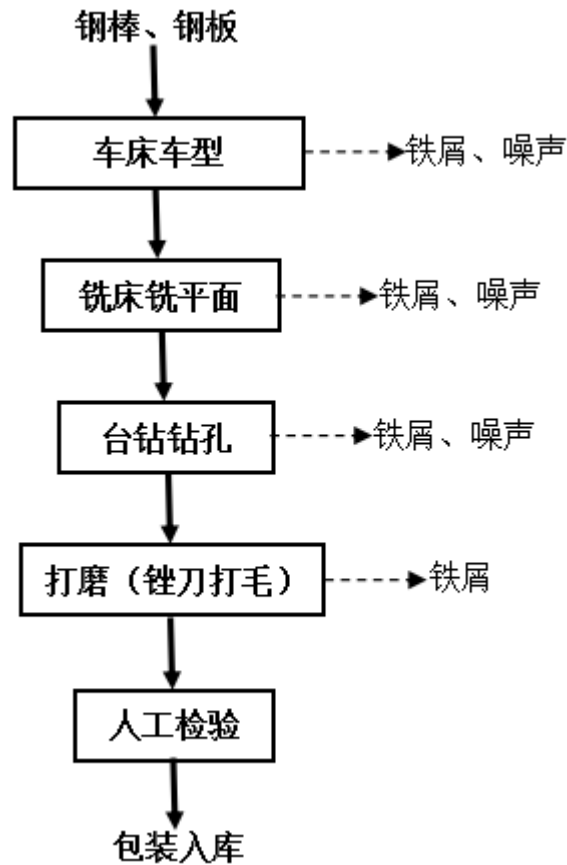 钢棒、钢板
车床车型
铁屑、噪声
铣床铣平面
铁屑、噪声
台钻钻孔
铁屑、噪声
打磨（锉刀打毛）
铁屑
人工检验
包装入库